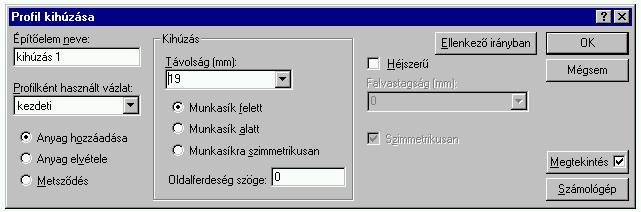 Profil kihúzása
Építőelem neve:
kihúzás 1
Profilként használt vázlat:
kezdeti
Anyag hozzáadása
Anyag elvétele
Metsződés
Kihúzás
Távolság (mm):
19
Munkasík felett
Munkasík alatt
Munkasíkra szimmetrikusan
Oldalferdeség szöge:
0
Ellenkező irányban
Héjszerű
Falvastagság (mm):
0
Szimmetrikusan
OK
Mégsem
Megtekintés
Számológép